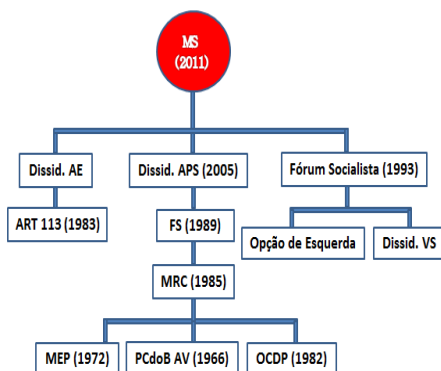 MS
(2011)
Dissid. AE
Dissid. APS (2005)
Fórum Socialista (1993)
ART 113 (1983)
FS (1989)
Opção de Esquerda
Dissid. VS
MRC (1985)
MEP (1972)
PCdoB AV (1966)
OCDP (1982)